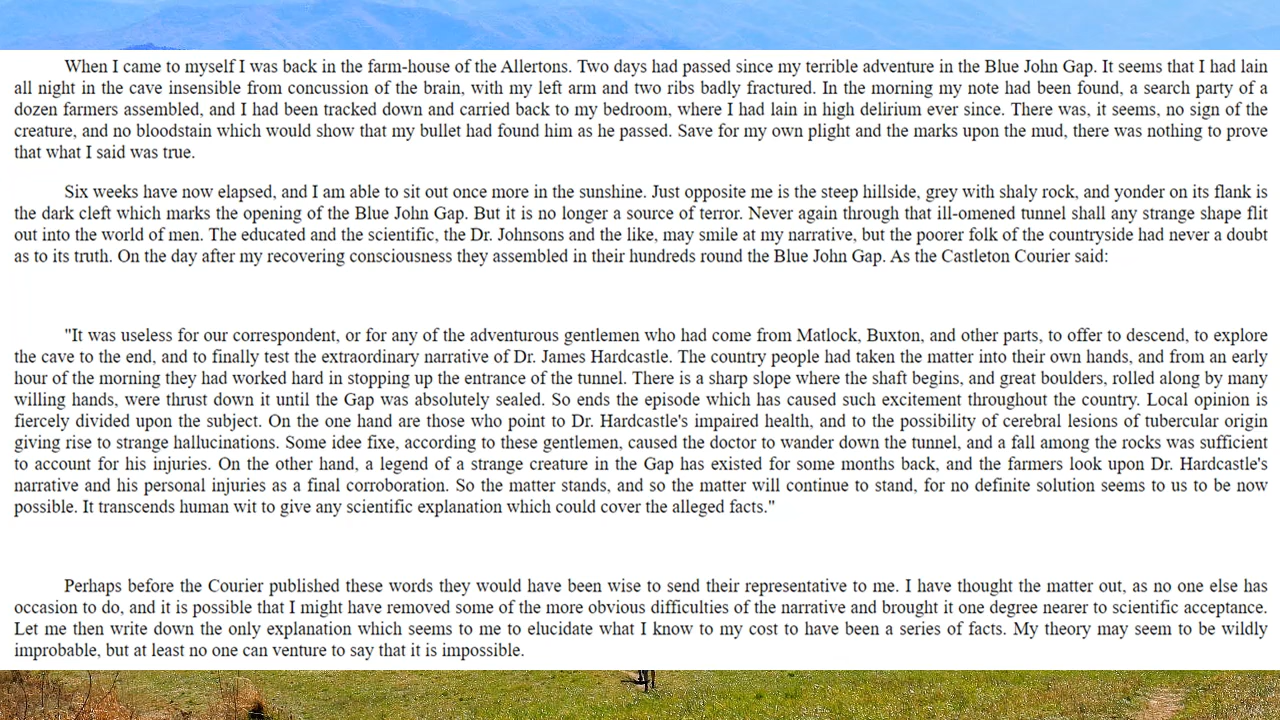 When I came to myself I was back in the farm-house of the Allertons. Two days had passed since my terrible adventure in the Blue John Gap. It seems that I had lain
all night in the cave insensible from concussion of the brain, with my left arm and two ribs badly fractured. In the morning my note had been found, a search party of a
dozen farmers assembled, and I had been tracked down and carried back to my bedroom, where I had lain in high delirium ever since. There was, it seems, no sign of the
creature, and no bloodstain which would show that my bullet had found him as he passed. Save for my own plight and the marks upon the mud, there was nothing to prove
that what I said was true.
Six weeks have now elapsed, and I am able to sit out once more in the sunshine. Just opposite me is the steep hillside, grey with shaly rock, and yonder on its flank is
the dark cleft which marks the opening of the Blue John Gap. But it is no longer a source of terror. Never again through that ill-omened tunnel shall any strange shape flit
out into the world of men. The educated and the scientific, the Dr. Johnsons and the like, may smile at my narrative, but the poorer folk of the countryside had never a doubt
as to its truth. On the day after my recovering consciousness they assembled in their hundreds round the Blue John Gap. As the Castleton Courier said:
"It was useless for our correspondent, or for any of the adventurous gentlemen who had come from Matlock, Buxton, and other parts, to offer to descend, to explore
the cave to the end, and to finally test the extraordinary narrative of Dr. James Hardcastle. The country people had taken the matter into their own hands, and from an early
hour of the morning they had worked hard in stopping up the entrance of the tunnel. There is a sharp slope where the shaft begins, and great boulders, rolled along by many
willing hands, were thrust down it until the Gap was absolutely sealed. So ends the episode which has caused such excitement throughout the country. Local opinion is
fiercely divided upon the subject. On the one hand are those who point to Dr. Hardcastle's impaired health, and to the possibility of cerebral lesions of tubercular origin
giving rise to strange hallucinations. Some idee fixe, according to these gentlemen, caused the doctor to wander down the tunnel, and a fall among the rocks was sufficient
to account for his injuries. On the other hand, a legend of a strange creature in the Gap has existed for some months back, and the farmers look upon Dr. Hardcastle's
narrative and his personal injuries as a final corroboration. So the matter stands, and so the matter will continue to stand, for no definite solution seems to us to be now
possible. It transcends human wit to give any scientific explanation which could cover the alleged facts."
Perhaps before the Courier published these words they would have been wise to send their representative to me. I have thought the matter out, as no one else has
occasion to do, and it is possible that I might have removed some of the more obvious difficulties of the narrative and brought it one degree nearer to scientific acceptance.
Let me then write down the only explanation which seems to me to elucidate what I know to my cost to have been a series of facts. My theory may seem to be wildly
improbable, but at least no one can venture to say that it is impossible.